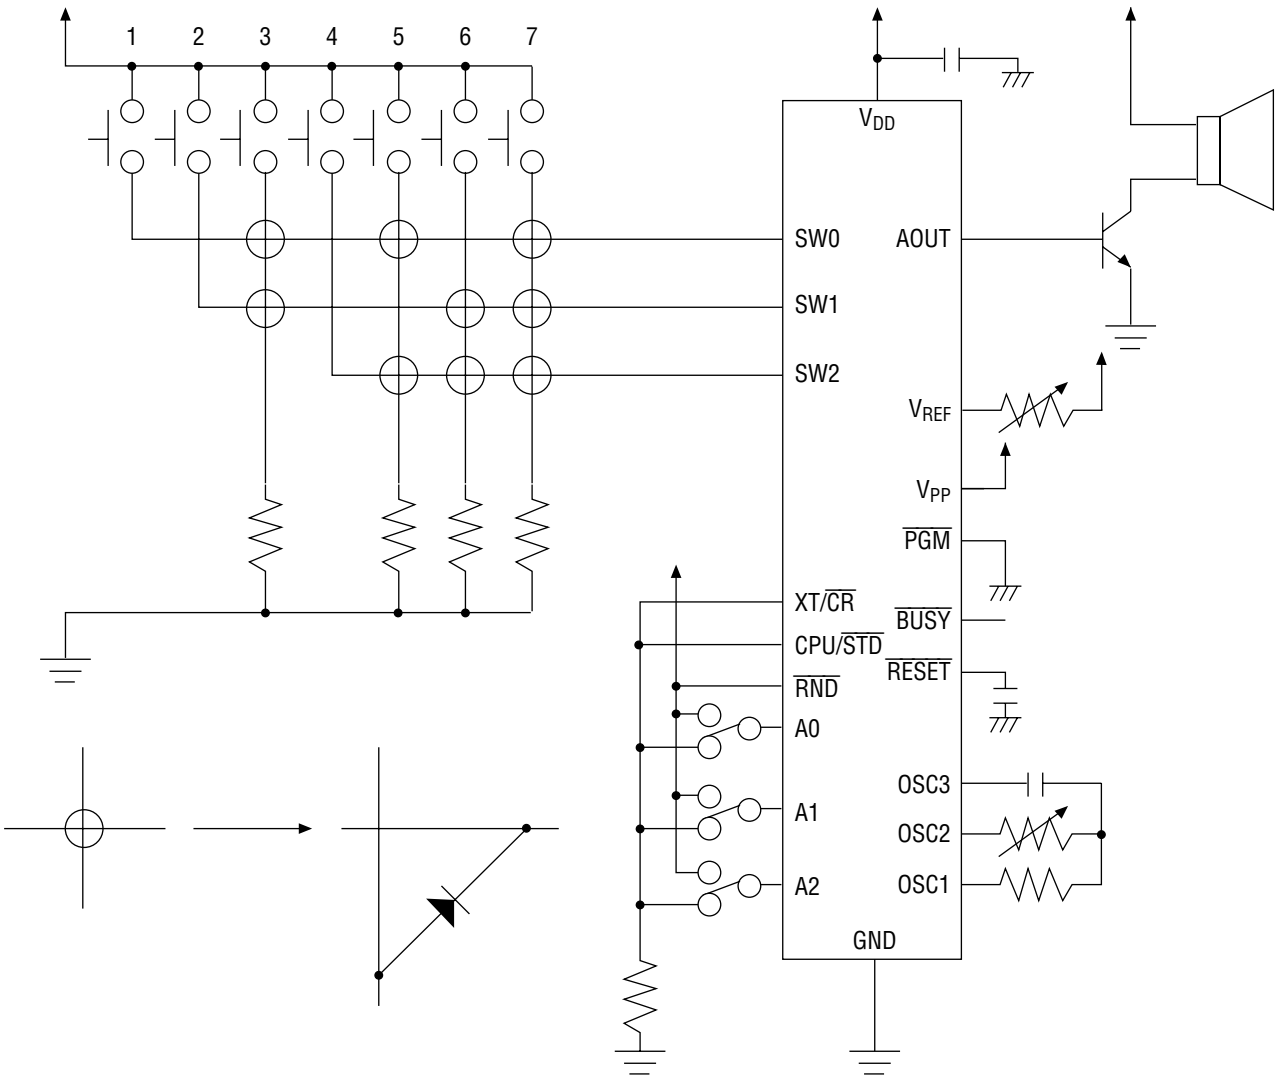 1 2 3 4 5 6 7
VDD
SW0
AOUT
SW1
SW2
VREF
VPP
PGM
XT/CR
BUSY
CPU/STD
RESET
RND
A0
OSC3
A1
OSC2
A2
OSC1
GND